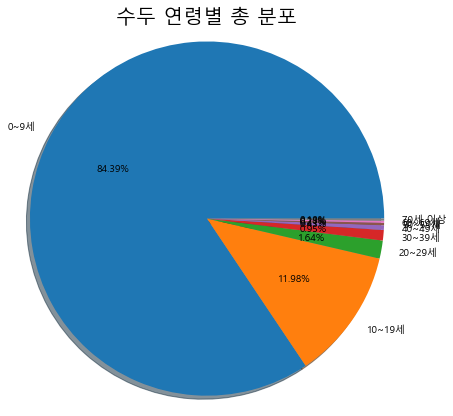 수두 연령별 총 분포
0~9세
84.39%
70세 이상
30~39세
0.95%
1.64%
20~29세
11.98%
10~19세